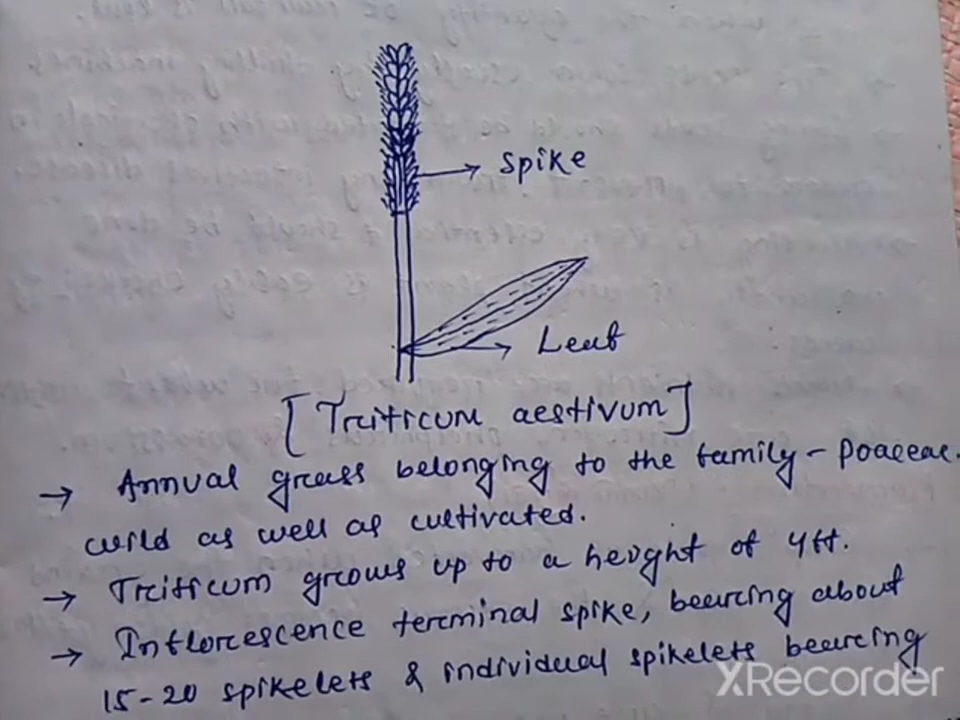 spike
Leaf
[Triticum aestivum]
→ Annual grass belonging to the family - Poaceae.
wild as well as cultivated.
→ Triticum grows up to a height of 4ft.
→ Inflorescence terminal spike, bearing about
15-20 spikelets & individual spikelets bearing
XRecorder